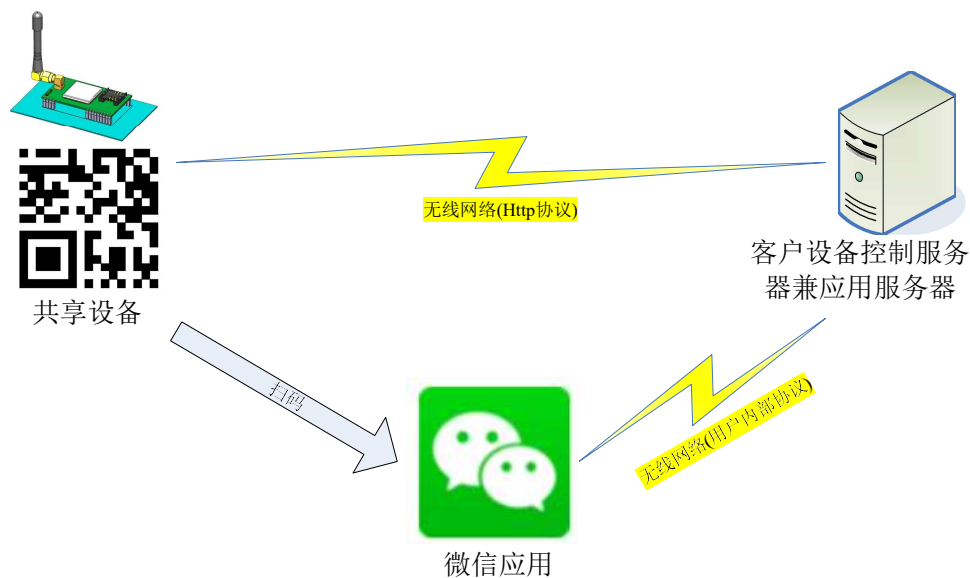 无线网络(Http协议)
客户设备控制服务
器兼应用服务器
共享设备
扫码
无线网络(用户内部协议)
微信应用